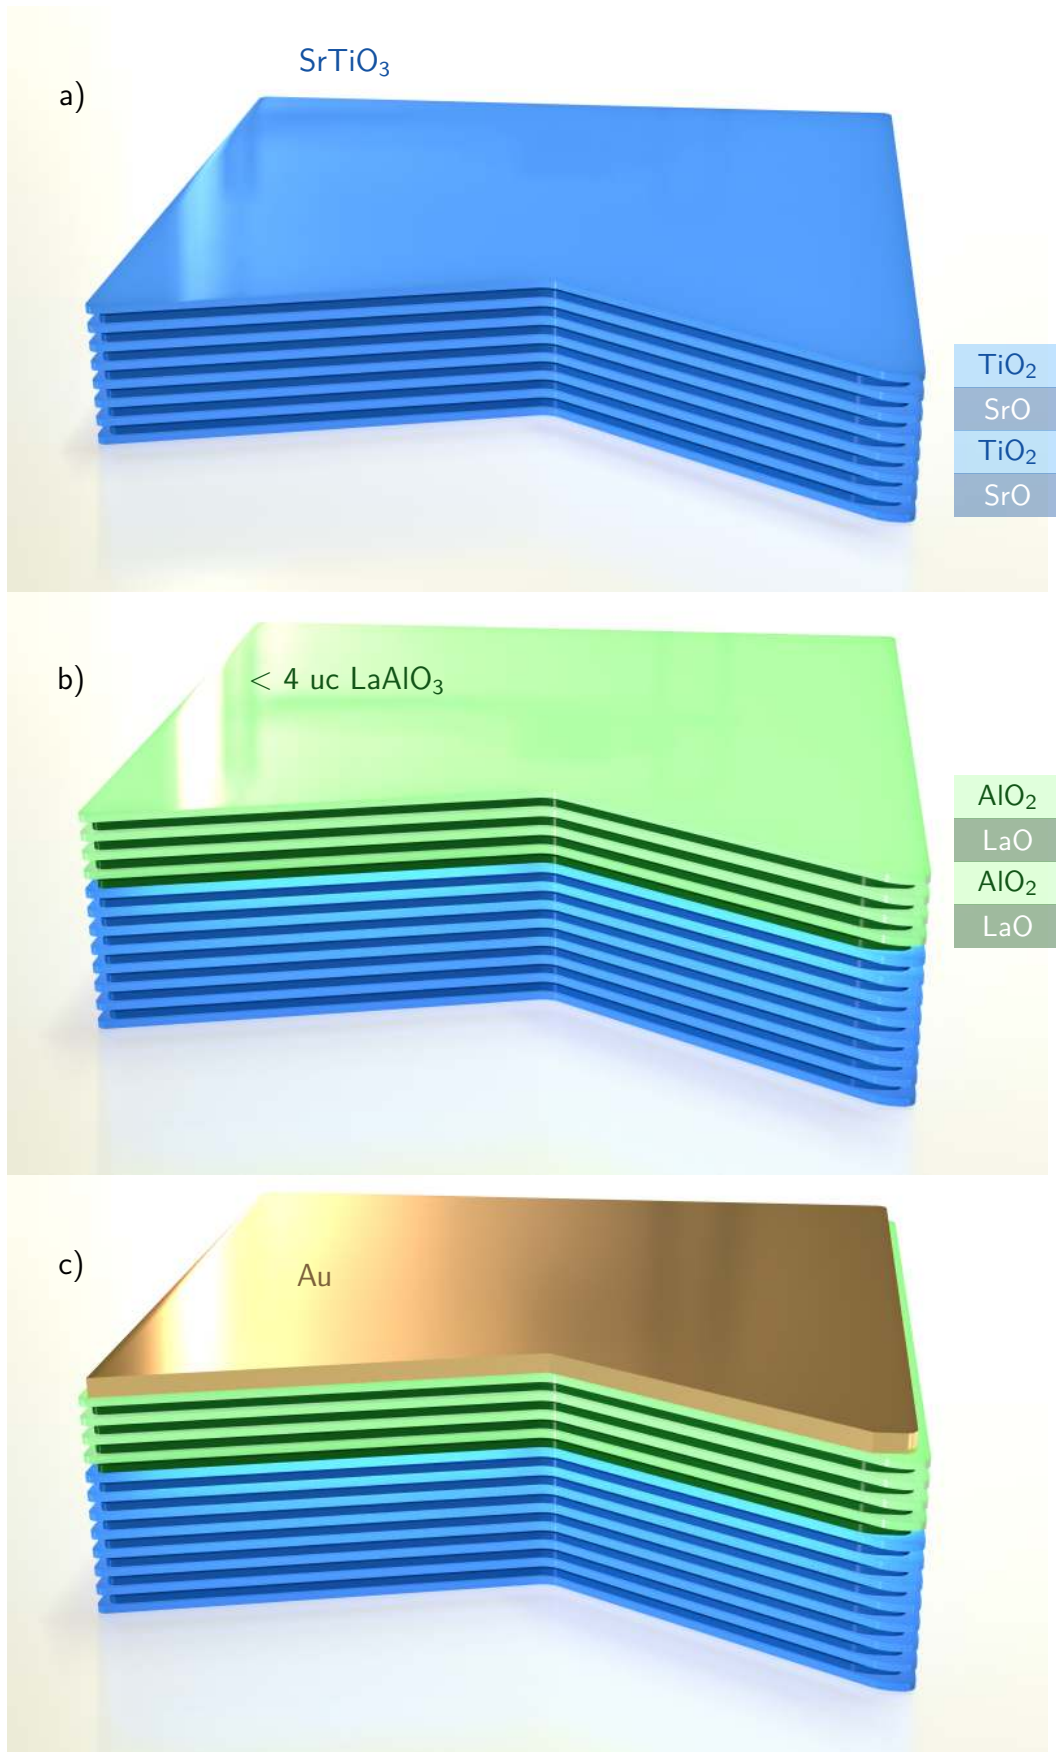 SrTiO₃
a)
TiO₂
SrO
TiO₂
SrO
b)
< 4 uc LaAlO₃
AlO₂
LaO
AlO₂
LaO
c)
Au